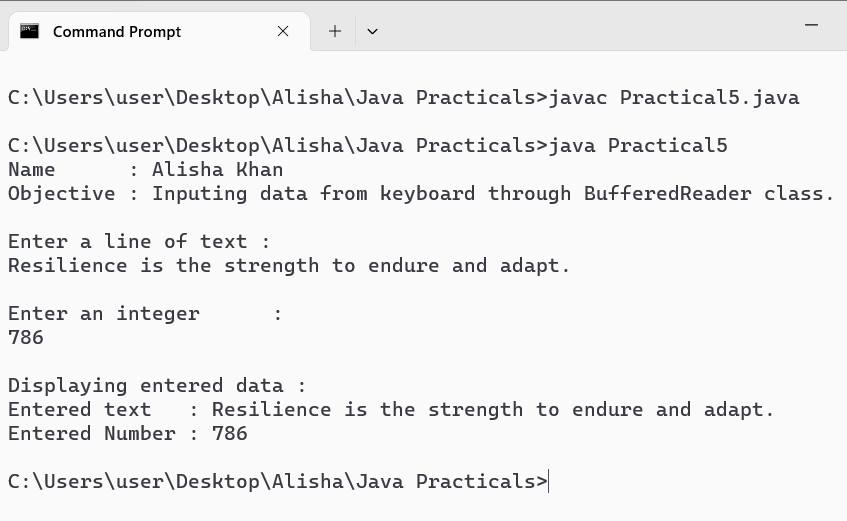 Command Prompt
C:\Users\user\Desktop\Alisha\Java Practicals>javac Practical5.java
C:\Users\user\Desktop\Alisha\Java Practicals>java Practical5
Name      : Alisha Khan
Objective : Inputing data from keyboard through BufferedReader class.
Enter a line of text :
Resilience is the strength to endure and adapt.
Enter an integer      :
786
Displaying entered data :
Entered text   : Resilience is the strength to endure and adapt.
Entered Number : 786
C:\Users\user\Desktop\Alisha\Java Practicals>